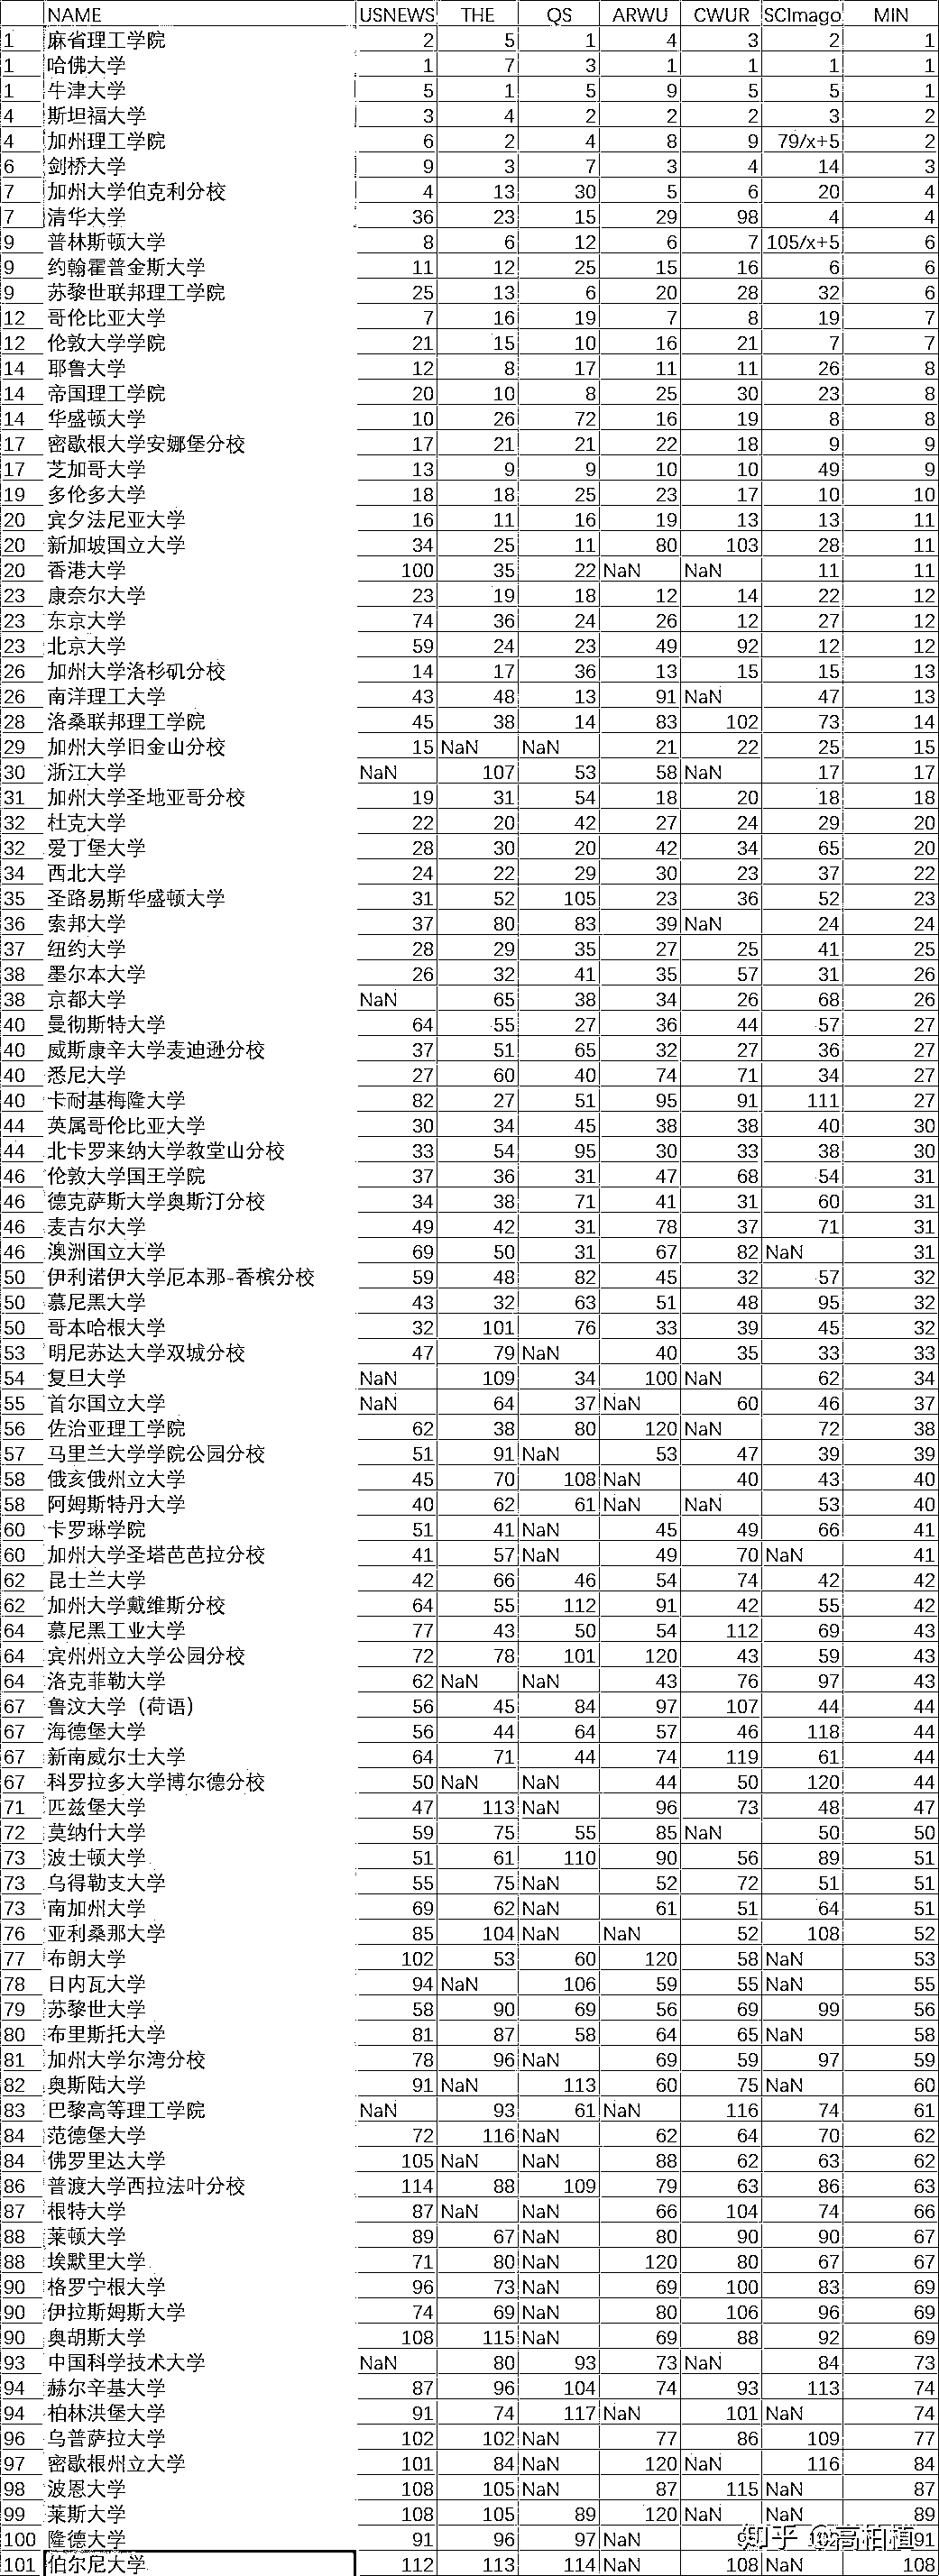 NAME USNEWS THE QS ARWU CWUR SCImago MIN
1 麻省理工学院 2 5 1 4 3 2 1
1 哈佛大学 1 7 3 1 1 1 1
1 牛津大学 5 1 5 9 5 5 1
4 斯坦福大学 3 4 2 2 2 3 2
4 加州理工学院 6 2 4 8 9 79/x+5 2
6 剑桥大学 9 3 7 3 4 14 3
7 加州大学伯克利分校 4 13 30 5 6 20 4
7 清华大学 36 23 15 29 98 4 4
9 普林斯顿大学 8 6 12 6 7 105/x+5 6
9 约翰霍普金斯大学 11 12 25 15 16 6 6
9 苏黎世联邦理工学院 25 13 6 20 28 32 6
12 哥伦比亚大学 7 16 19 7 8 19 7
12 伦敦大学学院 21 15 10 16 21 7 7
14 耶鲁大学 12 8 17 11 11 26 8
14 帝国理工学院 20 10 8 25 30 23 8
14 华盛顿大学 10 26 72 16 19 8 8
17 密歇根大学安娜堡分校 17 21 21 22 18 9 9
17 芝加哥大学 13 9 9 10 10 49 9
19 多伦多大学 18 18 25 23 17 10 10
20 宾夕法尼亚大学 16 11 16 19 13 13 11
20 新加坡国立大学 34 25 11 80 103 28 11
20 香港大学 100 35 22 NaN NaN 11 11
23 康奈尔大学 23 19 18 12 14 22 12
23 东京大学 74 36 24 26 12 27 12
23 北京大学 59 24 23 49 92 12 12
26 加州大学洛杉矶分校 14 17 36 13 15 15 13
26 南洋理工大学 43 48 13 91 NaN 47 13
28 洛桑联邦理工学院 45 38 14 83 102 73 14
29 加州大学旧金山分校 15 NaN NaN 21 22 25 15
30 浙江大学 NaN 107 53 58 NaN 17 17
31 加州大学圣地亚哥分校 19 31 54 18 20 18 18
32 杜克大学 22 20 42 27 24 29 20
32 爱丁堡大学 28 30 20 42 34 65 20
34 西北大学 24 22 29 30 23 37 22
35 圣路易斯华盛顿大学 31 52 105 23 36 52 23
36 索邦大学 37 80 83 39 NaN 24 24
37 纽约大学 28 29 35 27 25 41 25
38 墨尔本大学 26 32 41 35 57 31 26
38 京都大学 NaN 65 38 34 26 68 26
40 曼彻斯特大学 64 55 27 36 44 57 27
40 威斯康辛大学麦迪逊分校 37 51 65 32 27 36 27
40 悉尼大学 27 60 40 74 71 34 27
40 卡耐基梅隆大学 82 27 51 95 91 111 27
44 英属哥伦比亚大学 30 34 45 38 38 40 30
44 北卡罗来纳大学教堂山分校 33 54 95 30 33 38 30
46 伦敦大学国王学院 37 36 31 47 68 54 31
46 德克萨斯大学奥斯汀分校 34 38 71 41 31 60 31
46 麦吉尔大学 49 42 31 78 37 71 31
46 澳洲国立大学 69 50 31 67 82 NaN 31
50 伊利诺伊大学厄本那-香槟分校 59 48 82 45 32 57 32
50 慕尼黑大学 43 32 63 51 48 95 32
50 哥本哈根大学 32 101 76 33 39 45 32
53 明尼苏达大学双城分校 47 79 NaN 40 35 33 33
54 复旦大学 NaN 109 34 100 NaN 62 34
55 首尔国立大学 NaN 64 37 NaN 60 46 37
56 佐治亚理工学院 62 38 80 120 NaN 72 38
57 马里兰大学学院公园分校 51 91 NaN 53 47 39 39
58 俄亥俄州立大学 45 70 108 NaN 40 43 40
58 阿姆斯特丹大学 40 62 61 NaN NaN 53 40
60 卡罗琳学院 51 41 NaN 45 49 66 41
60 加州大学圣塔芭芭拉分校 41 57 NaN 49 70 NaN 41
62 昆士兰大学 42 66 46 54 74 42 42
62 加州大学戴维斯分校 64 55 112 91 42 55 42
64 慕尼黑工业大学 77 43 50 54 112 69 43
64 宾州州立大学公园分校 72 78 101 120 43 59 43
64 洛克菲勒大学 62 NaN NaN 43 76 97 43
67 鲁汶大学（荷语） 56 45 84 97 107 44 44
67 海德堡大学 56 44 64 57 46 118 44
67 新南威尔士大学 64 71 44 74 119 61 44
67 科罗拉多大学博尔德分校 50 NaN NaN 44 50 120 44
71 匹兹堡大学 47 113 NaN 96 73 48 47
72 莫纳什大学 59 75 55 85 NaN 50 50
73 波士顿大学 51 61 110 90 56 89 51
73 乌得勒支大学 55 75 NaN 52 72 51 51
73 南加州大学 69 62 NaN 61 51 64 51
76 亚利桑那大学 85 104 NaN NaN 52 108 52
77 布朗大学 102 53 60 120 58 NaN 53
78 日内瓦大学 94 NaN 106 59 55 NaN 55
79 苏黎世大学 58 90 69 56 69 99 56
80 布里斯托大学 81 87 58 64 65 NaN 58
81 加州大学尔湾分校 78 96 NaN 69 59 97 59
82 奥斯陆大学 91 NaN 113 60 75 NaN 60
83 巴黎高等理工学院 NaN 93 61 NaN 116 74 61
84 范德堡大学 72 116 NaN 62 64 70 62
84 佛罗里达大学 105 NaN NaN 88 62 63 62
86 普渡大学西拉法叶分校 114 88 109 79 63 86 63
87 根特大学 87 NaN NaN 66 104 74 66
88 莱顿大学 89 67 NaN 80 90 90 67
88 埃默里大学 71 80 NaN 120 80 67 67
90 格罗宁根大学 96 73 NaN 69 100 83 69
90 伊拉斯姆斯大学 74 69 NaN 80 106 96 69
90 奥胡斯大学 108 115 NaN 69 88 92 69
93 中国科学技术大学 NaN 80 93 73 NaN 84 73
94 赫尔辛基大学 87 96 104 74 93 113 74
94 柏林洪堡大学 91 74 117 NaN 101 NaN 74
96 乌普萨拉大学 102 102 NaN 77 86 109 77
97 密歇根州立大学 101 84 NaN 120 NaN 116 84
98 波恩大学 108 105 NaN 87 115 NaN 87
99 莱斯大学 108 105 89 120 NaN NaN 89
100 隆德大学 91 96 97 NaN 91
知乎 @高相植
101 伯尔尼大学 112 113 114 NaN 108 NaN 108